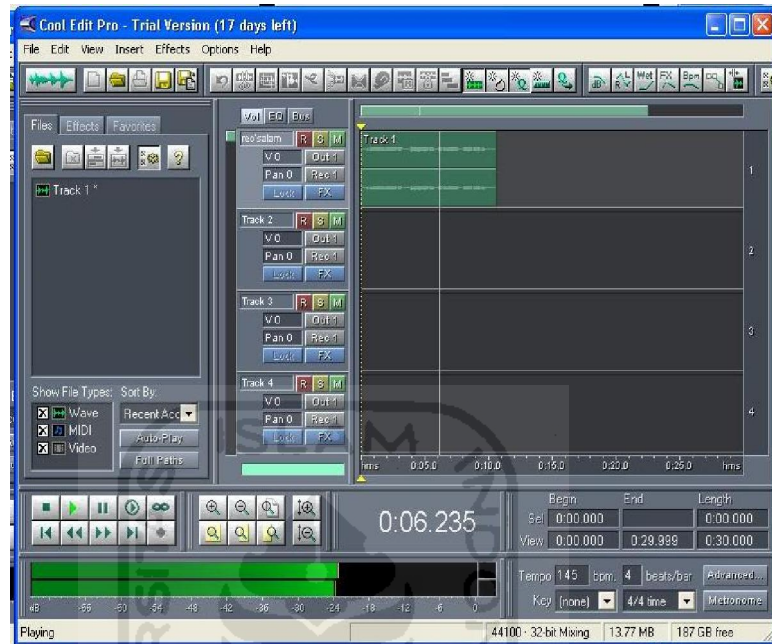 Cool Edit Pro - Trial Version (17 days left)
File Edit View Insert Effects Options Help
Files Effects Favorites
Vol EQ Bus
Track 1 *
reo'salam R S M
V 0 Out 1
Pan 0 Rec 1
Lock FX
Track 1
1
Track 2 R S M
V 0 Out 1
Pan 0 Rec 1
Lock FX
2
Track 3 R S M
V 0 Out 1
Pan 0 Rec 1
Lock FX
3
Track 4 R S M
V 0 Out 1
Pan 0 Rec 1
Lock FX
4
Show File Types: Sort By:
Wave Recent Acc
MIDI Auto-Play
Video Full Paths
hms 0:05.0 0:10.0 0:15.0 0:20.0 0:25.0 hms
0:06.235
Begin End Length
Sel 0:00.000 0:00.000
View 0:00.000 0:29.999 0:30.000
dB -66 -60 -54 -48 -42 -36 -30 -24 -18 -12 -6 0
Tempo 145 bpm, 4 beats/bar Advanced...
Key (none) 4/4 time Metronome
Playing 44100 · 32-bit Mixing 13.77 MB 187 GB free
ISLAM